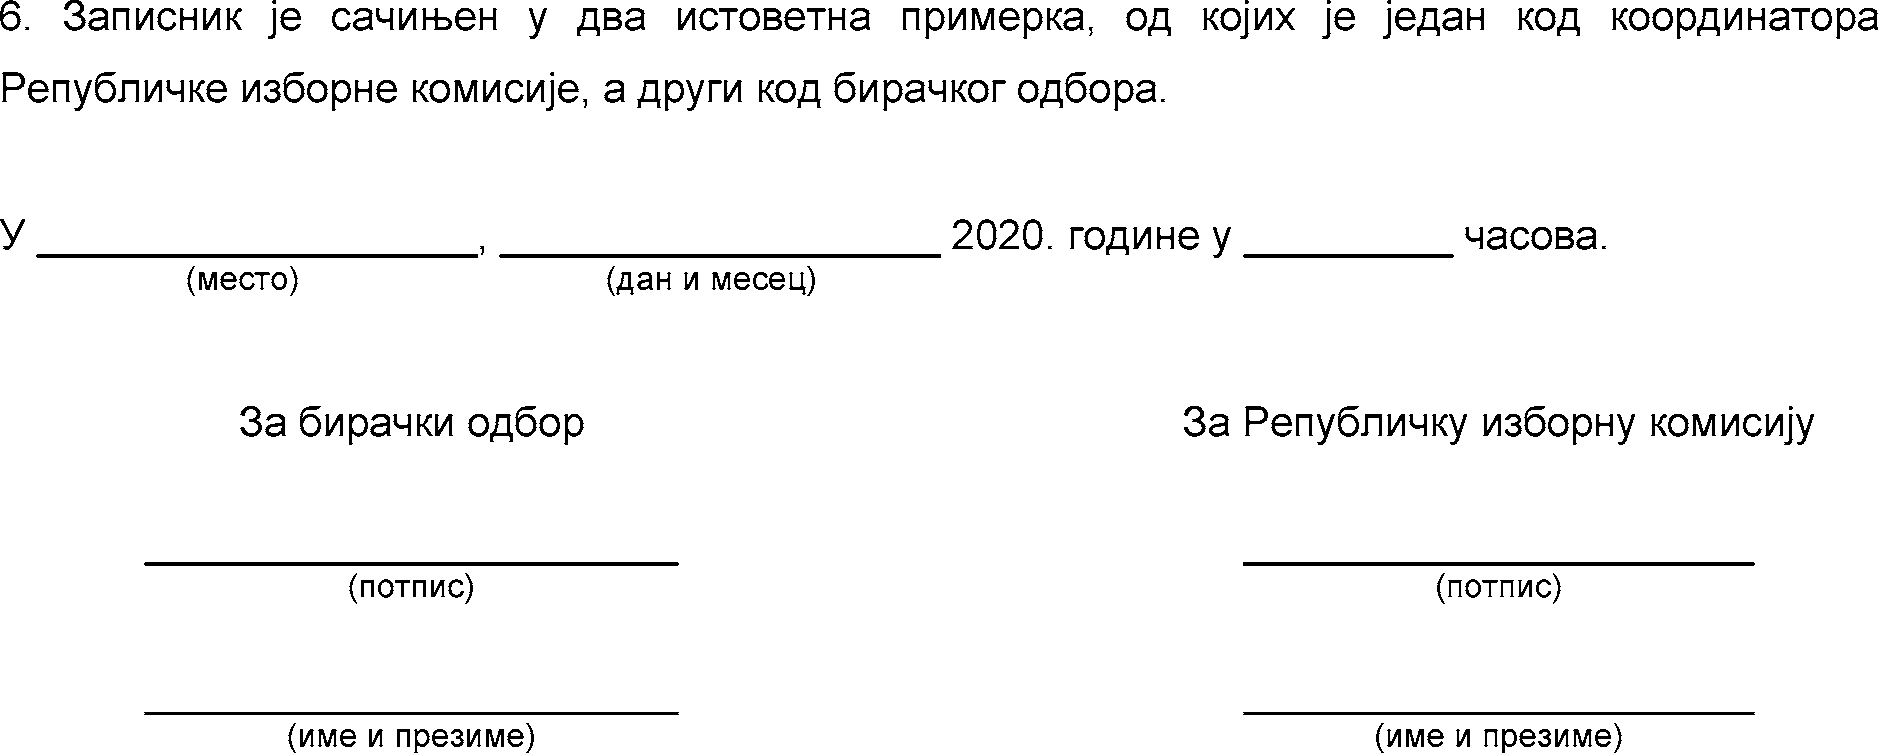 6. Записник је сачињен у два истоветна примерка, од којих је један код координатора
Републичке изборне комисије, а други код бирачког одбора.
У ____________________, ____________________ 2020. године у __________ часова.
(место) (дан и месец)
За бирачки одбор За Републичку изборну комисију
(потпис) (потпис)
(име и презиме) (име и презиме)